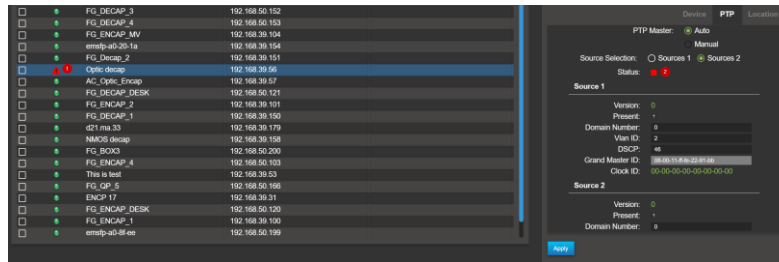 FG_DECAP_3 192.168.50.152
FG_DECAP_4 192.168.50.153
FG_ENCAP_MV 192.168.39.104
emsfp-a0-20-1a 192.168.39.154
FG_Decap_2 192.168.39.151
1 Optic decap 192.168.39.56
AC_Optic_Encap 192.168.39.57
FG_DECAP_DESK 192.168.50.121
FG_ENCAP_2 192.168.39.101
FG_DECAP_1 192.168.39.150
d21.ma.33 192.168.39.179
NMOS decap 192.168.39.158
FG_BOX3 192.168.50.200
FG_ENCAP_4 192.168.50.103
This is test 192.168.39.53
FG_QP_5 192.168.50.166
ENCP 17 192.168.39.31
FG_ENCAP_DESK 192.168.50.120
FG_ENCAP_1 192.168.39.100
emsfp-a0-8f-ee 192.168.50.199
Device PTP Location
PTP Master: Auto
Manual
Source Selection: Sources 1 Sources 2
Status: 2
Source 1
Version: 0
Present:
Domain Number: 0
Vlan ID: 2
DSCP: 46
Grand Master ID:
Clock ID: 00-00-00-00-00-00-00-00
Source 2
Version: 0
Present:
Domain Number: 0
Apply